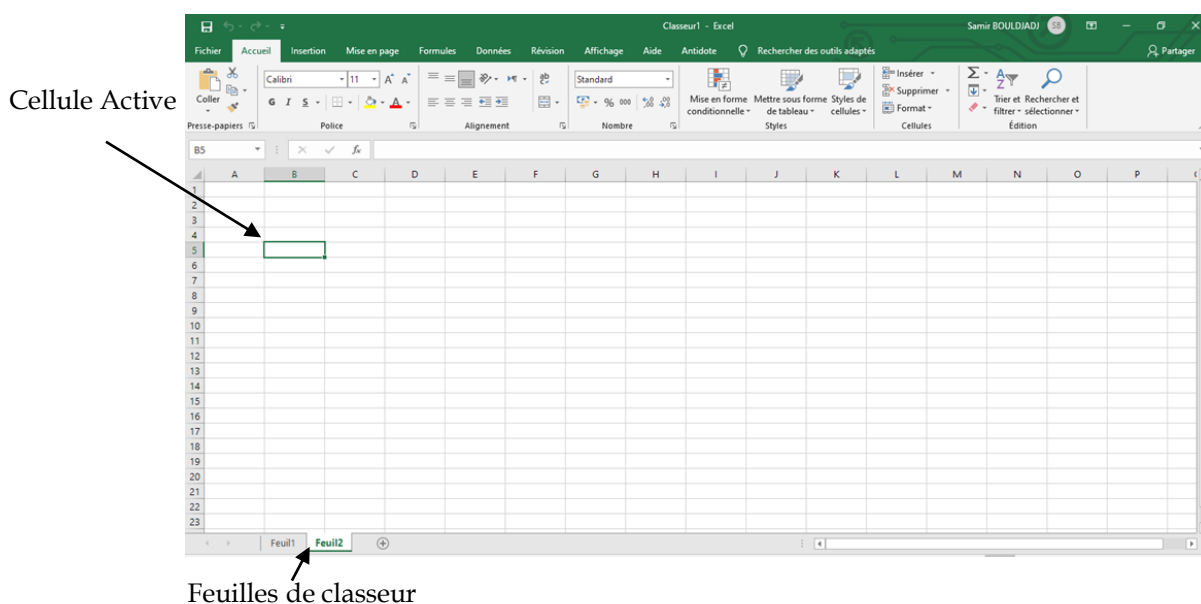 Classeur1 - Excel
Samir BOULDJADJ SB
Fichier Accueil Insertion Mise en page Formules Données Révision Affichage Aide Antidote Rechercher des outils adaptés Partager
Cellule Active
Coller
Calibri 11 A A
Standard
G I S A
% 000
Mise en forme conditionnelle
Mettre sous forme de tableau
Styles de cellules
Insérer
Supprimer
Format
Trier et filtrer
Rechercher et sélectionner
Presse-papiers Police Alignement Nombre Styles Cellules Édition
B5 fx
A B C D E F G H I J K L M N O P
1
2
3
4
5
6
7
8
9
10
11
12
13
14
15
16
17
18
19
20
21
22
23
Feuil1 Feuil2
Feuilles de classeur